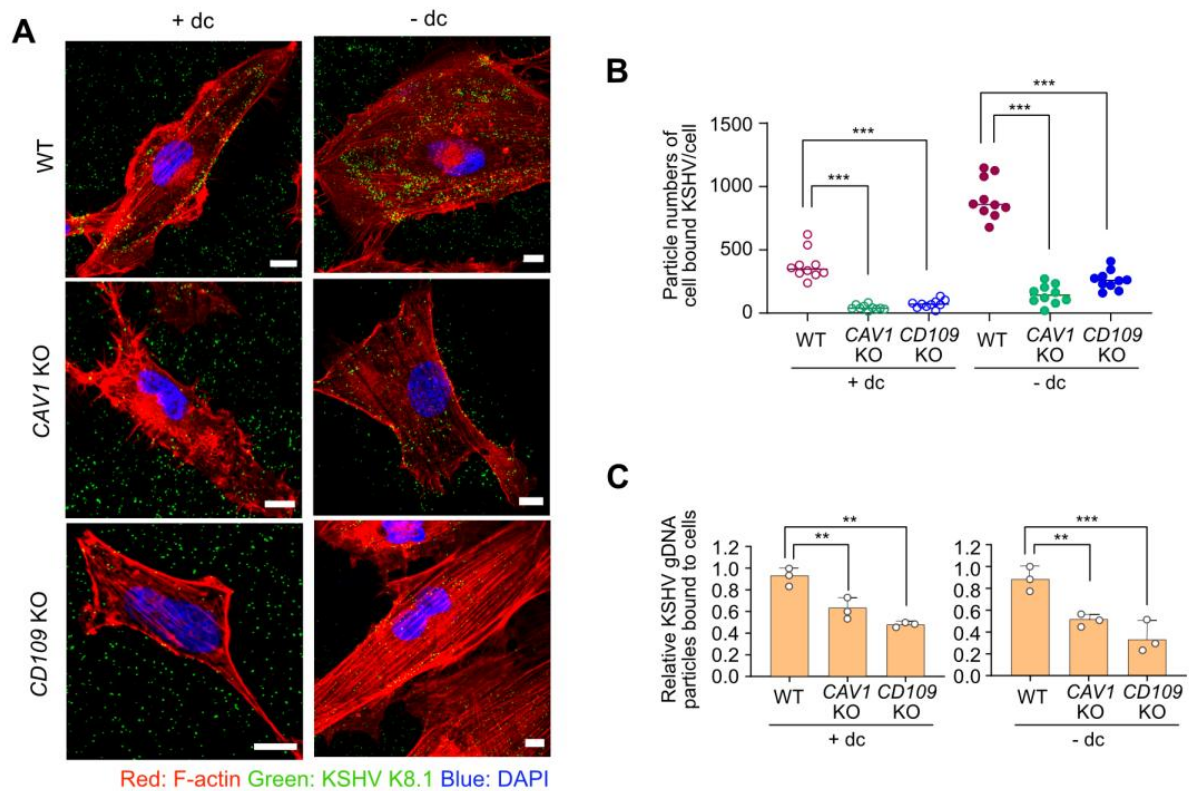 A
+ dc
- dc
WT
CAV1 KO
CD109 KO
Red: F-actin Green: KSHV K8.1 Blue: DAPI
B
Particle numbers of
cell bound KSHV/cell
1500
1000
500
0
***
***
***
***
WT
CAV1
KO
CD109
KO
WT
CAV1
KO
CD109
KO
+ dc
- dc
C
Relative KSHV gDNA
particles bound to cells
1.2
1.0
0.8
0.6
0.4
0.2
0.0
**
**
WT
CAV1
KO
CD109
KO
+ dc
1.2
1.0
0.8
0.6
0.4
0.2
0.0
***
**
WT
CAV1
KO
CD109
KO
- dc